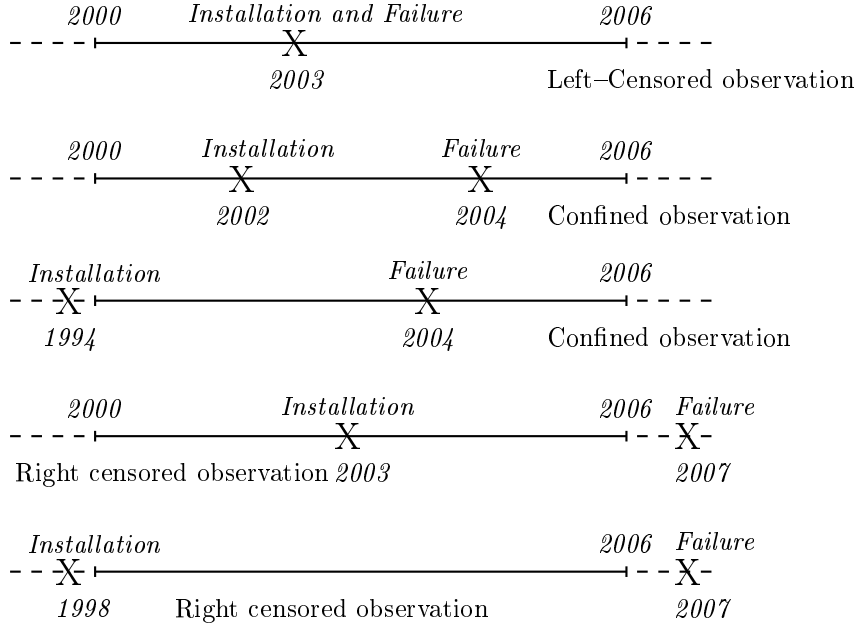 2000 Installation and Failure 2006
X
2003 Left–Censored observation
2000 Installation Failure 2006
X X
2002 2004 Confined observation
Installation Failure 2006
X X
1994 2004 Confined observation
2000 Installation 2006 Failure
X X
Right censored observation 2003 2007
Installation 2006 Failure
X X
1998 Right censored observation 2007